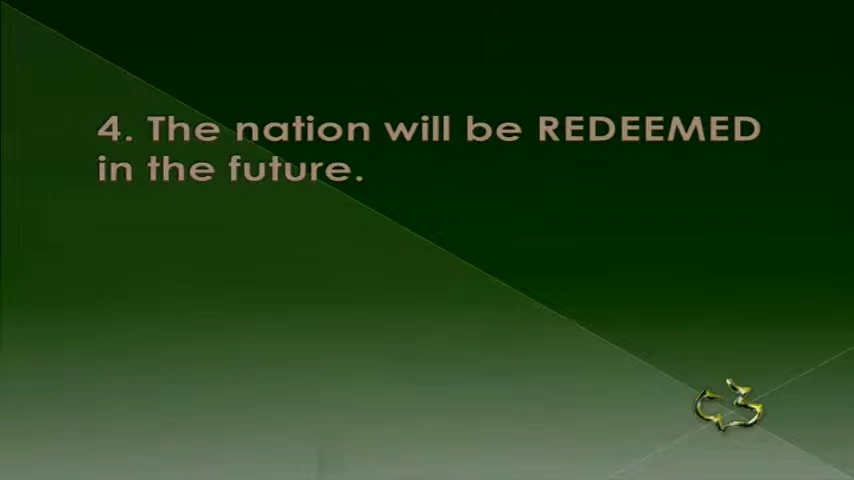 4. The nation will be REDEEMED
in the future.